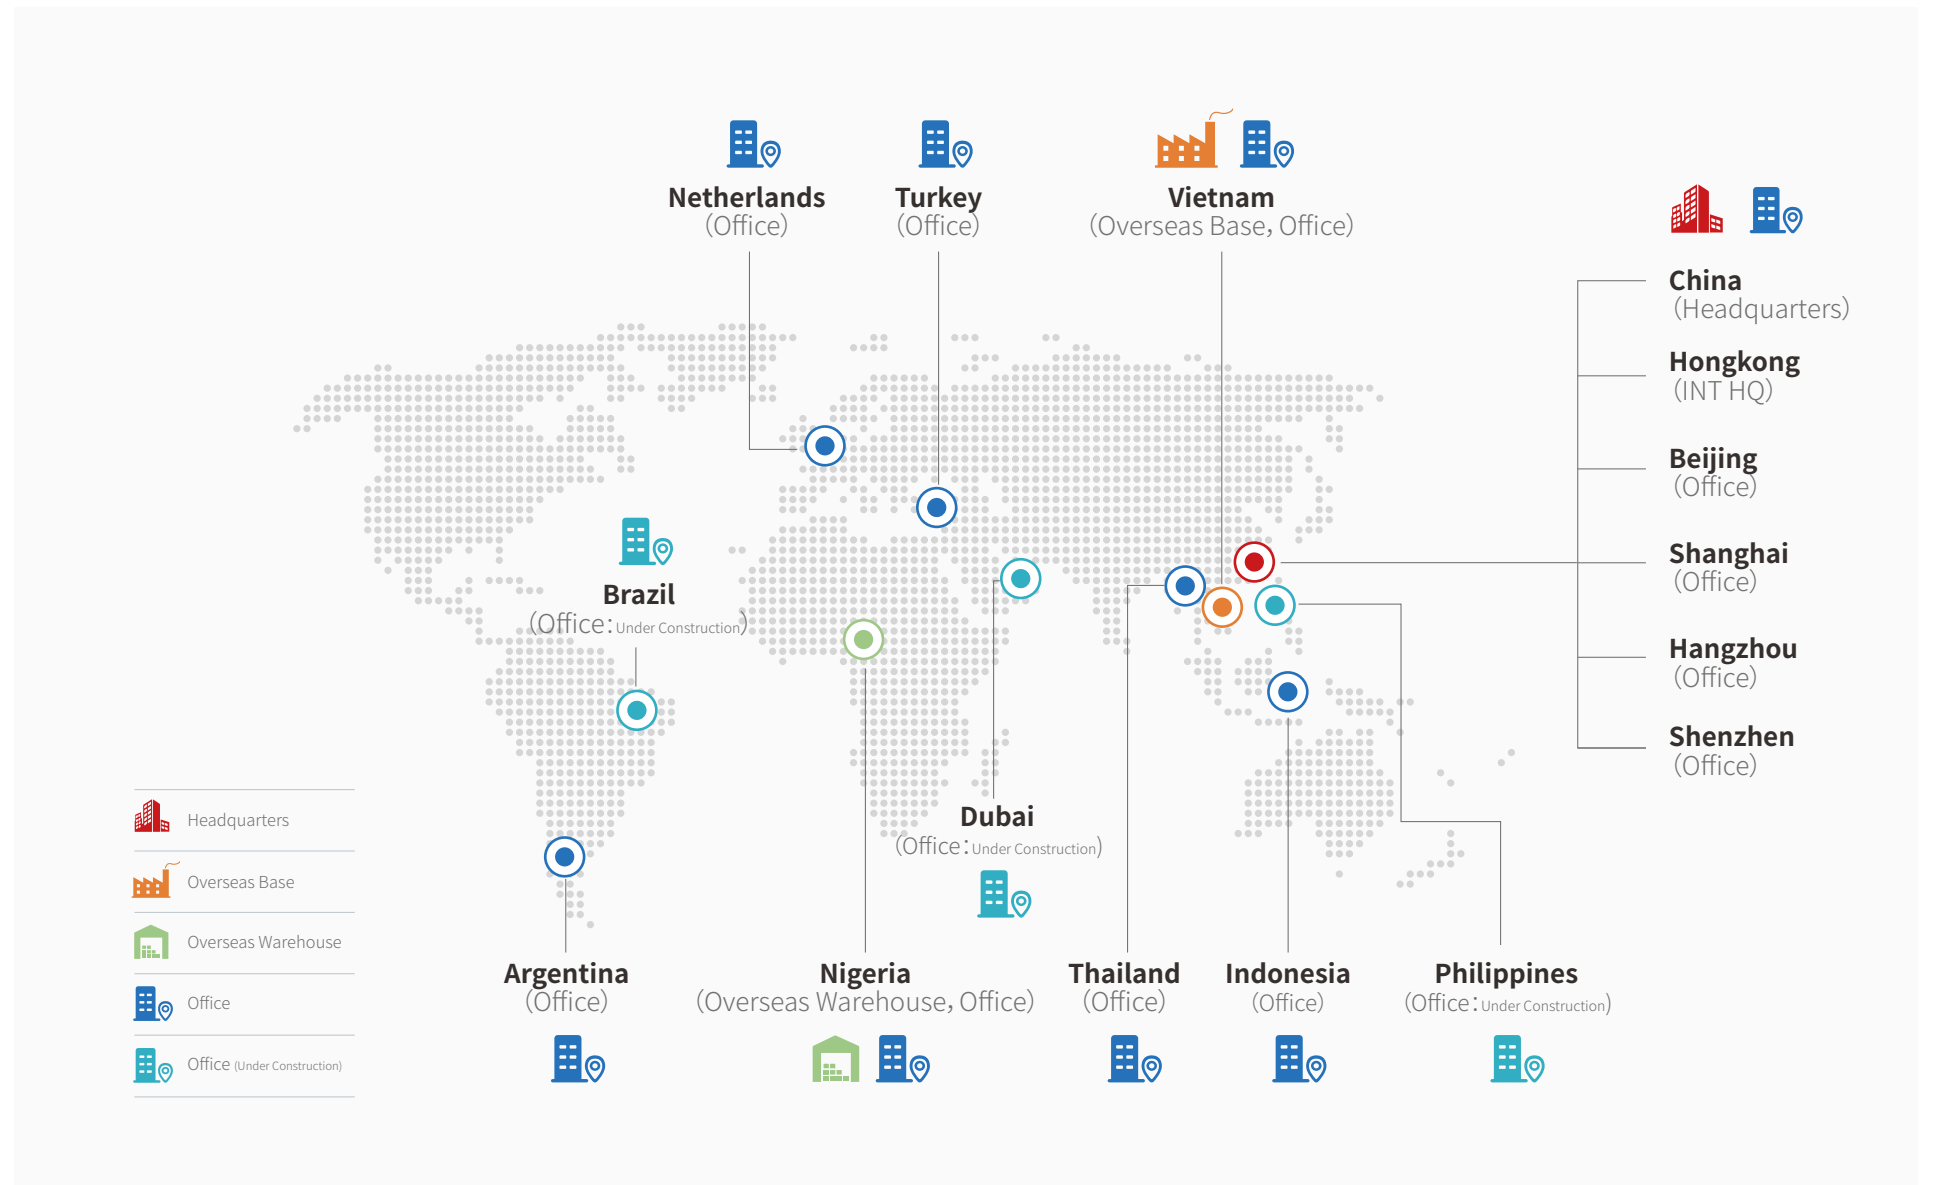 Netherlands
(Office)
Turkey
(Office)
Vietnam
(Overseas Base, Office)
China
(Headquarters)
Hongkong
(INT HQ)
Beijing
(Office)
Shanghai
(Office)
Hangzhou
(Office)
Shenzhen
(Office)
Brazil
(Office: Under Construction)
Dubai
(Office: Under Construction)
Argentina
(Office)
Nigeria
(Overseas Warehouse, Office)
Thailand
(Office)
Indonesia
(Office)
Philippines
(Office: Under Construction)
Headquarters
Overseas Base
Overseas Warehouse
Office
Office (Under Construction)